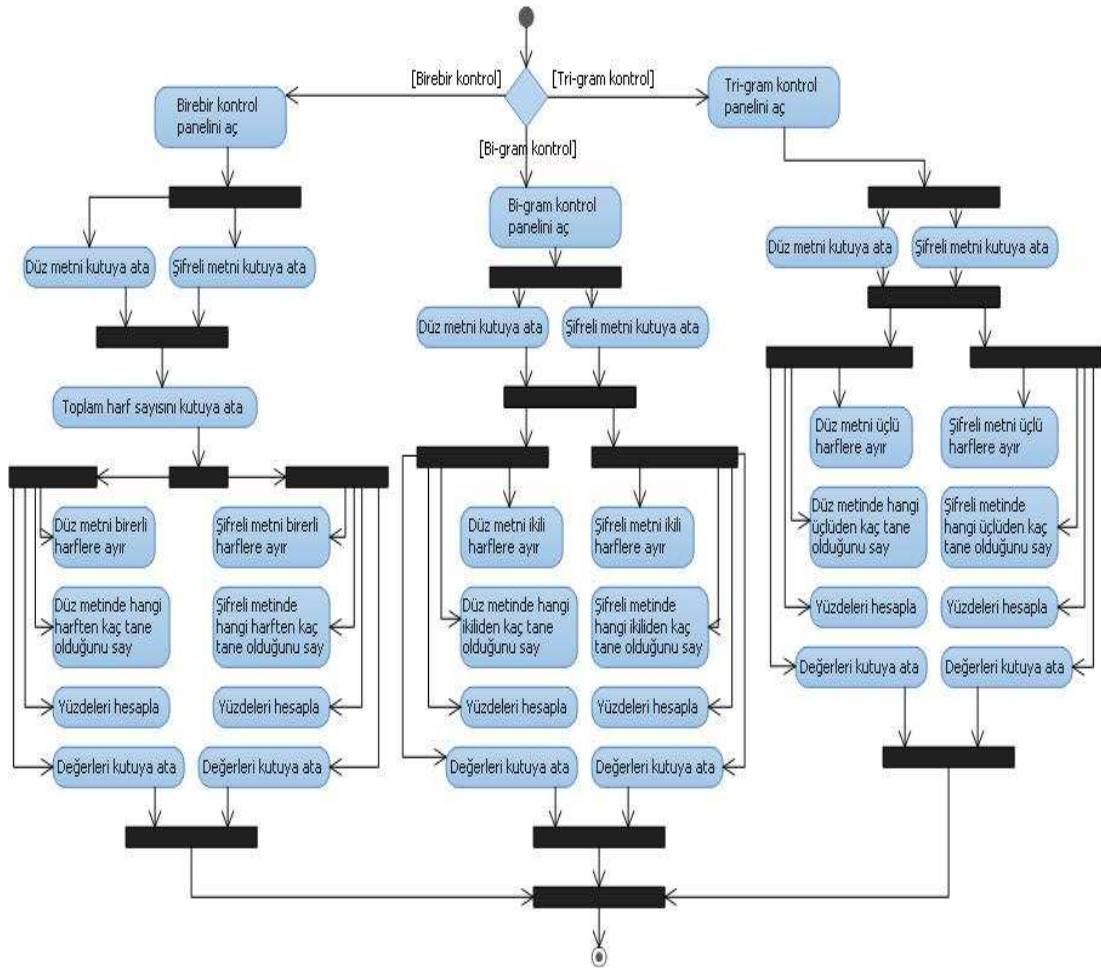 [Birebir kontrol]
[Tri-gram kontrol]
[Bi-gram kontrol]
Birebir kontrol
panelini aç
Düz metni kutuya ata
Şifreli metni kutuya ata
Toplam harf sayısını kutuya ata
Düz metni birerli
harflere ayır
Şifreli metni birerli
harflere ayır
Düz metinde hangi
harften kaç tane
olduğunu say
Şifreli metinde
hangi harften kaç
tane olduğunu say
Yüzdeleri hesapla
Yüzdeleri hesapla
Değerleri kutuya ata
Değerleri kutuya ata
Bi-gram kontrol
panelini aç
Düz metni kutuya ata
Şifreli metni kutuya ata
Düz metni ikili
harflere ayır
Şifreli metni ikili
harflere ayır
Düz metinde hangi
ikiliden kaç tane
olduğunu say
Şifreli metinde
hangi ikiliden kaç
tane olduğunu say
Yüzdeleri hesapla
Yüzdeleri hesapla
Değerleri kutuya ata
Değerleri kutuya ata
Tri-gram kontrol
panelini aç
Düz metni kutuya ata
Şifreli metni kutuya ata
Düz metni üçlü
harflere ayır
Şifreli metni üçlü
harflere ayır
Düz metinde hangi
üçlüden kaç tane
olduğunu say
Şifreli metinde
hangi üçlüden kaç
tane olduğunu say
Yüzdeleri hesapla
Yüzdeleri hesapla
Değerleri kutuya ata
Değerleri kutuya ata